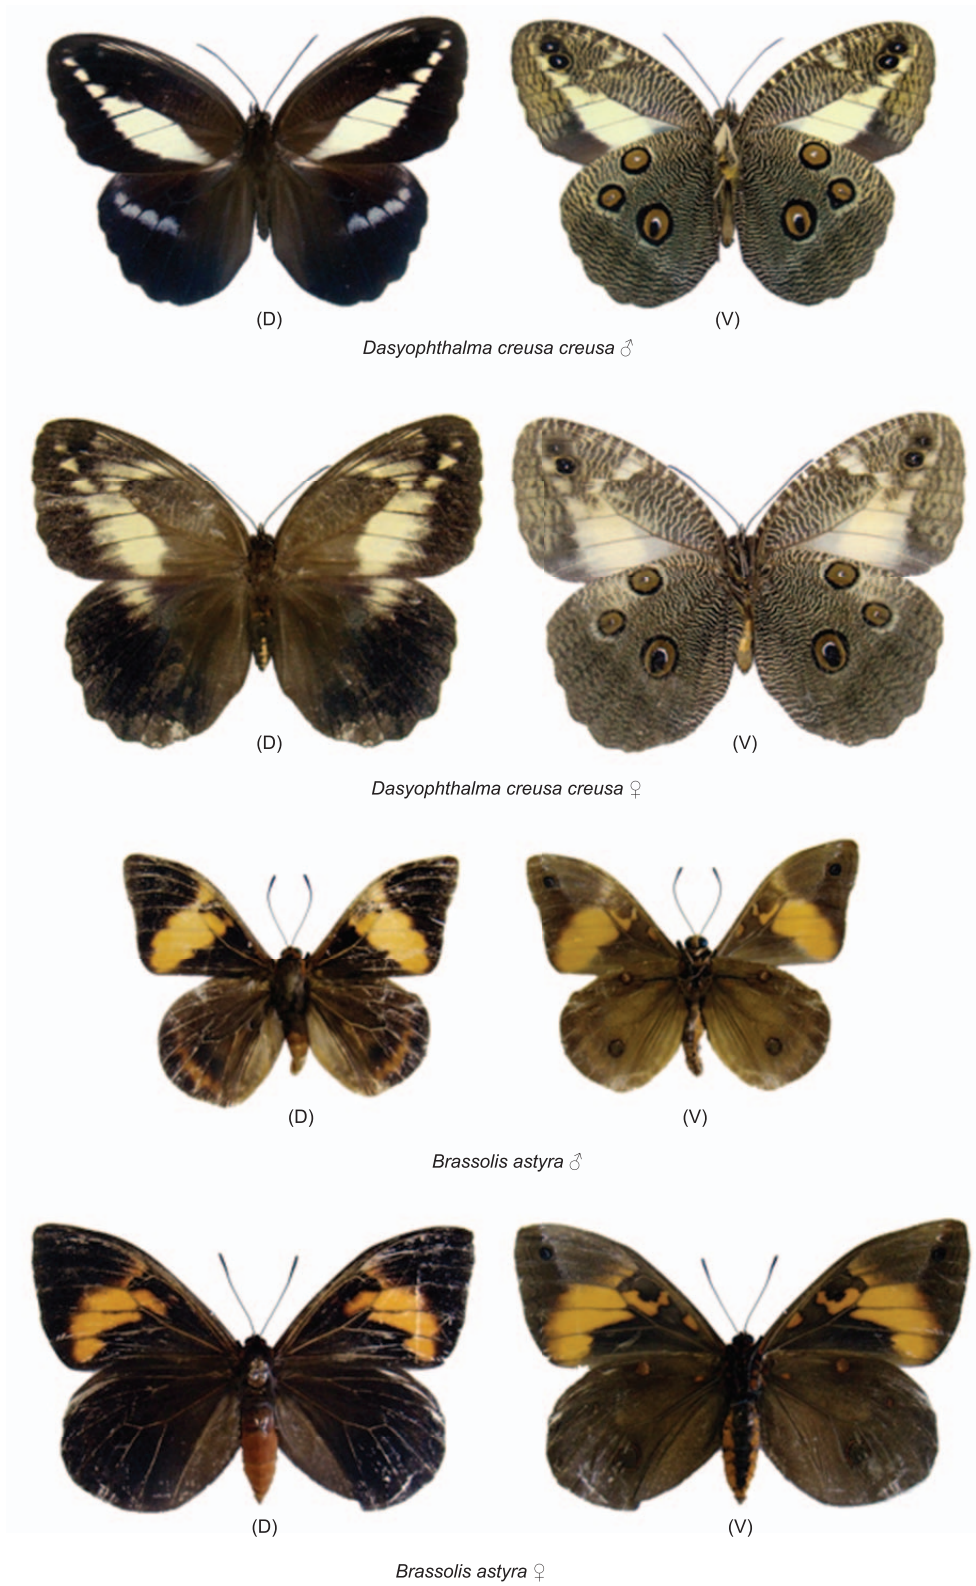 (D) (V)
Dasyophthalma creusa creusa ♂
(D) (V)
Dasyophthalma creusa creusa ♀
(D) (V)
Brassolis astyra ♂
(D) (V)
Brassolis astyra ♀